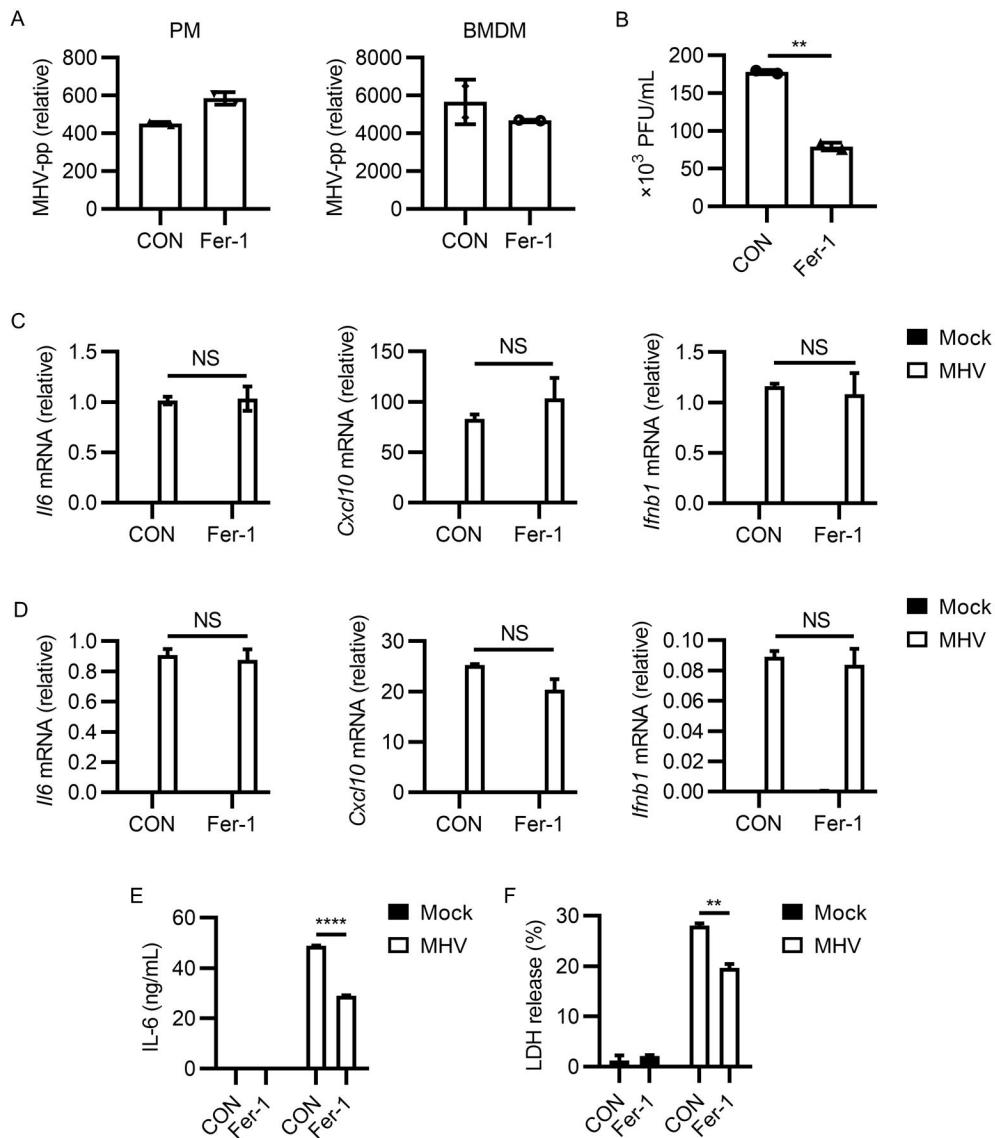 A
PM
MHV-pp (relative)
800
600
400
200
0
CON Fer-1
BMDM
MHV-pp (relative)
6000
8000
4000
2000
0
CON Fer-1
B
**
×10³ PFU/mL
200
150
100
50
0
CON
Fer-1
C
Il6 mRNA (relative)
1.5
1.0
0.5
0.0
NS
CON Fer-1
Cxcl10 mRNA (relative)
150
100
50
0
NS
CON Fer-1
Ifnb1 mRNA (relative)
1.5
1.0
0.5
0.0
NS
CON Fer-1
Mock
MHV
D
Il6 mRNA (relative)
1.0
0.8
0.6
0.4
0.2
0.0
NS
CON Fer-1
Cxcl10 mRNA (relative)
30
20
10
0
NS
CON Fer-1
Ifnb1 mRNA (relative)
0.10
0.08
0.06
0.04
0.02
0.00
NS
CON Fer-1
Mock
MHV
E
IL-6 (ng/mL)
60
40
20
0
****
CON
Fer-1
CON
Fer-1
Mock
MHV
F
LDH release (%)
30
20
10
0
**
CON
Fer-1
CON
Fer-1
Mock
MHV